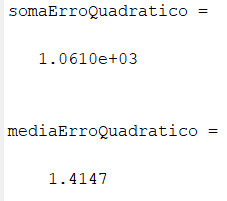 somaErroQuadratico =
1.0610e+03
mediaErroQuadratico =
1.4147